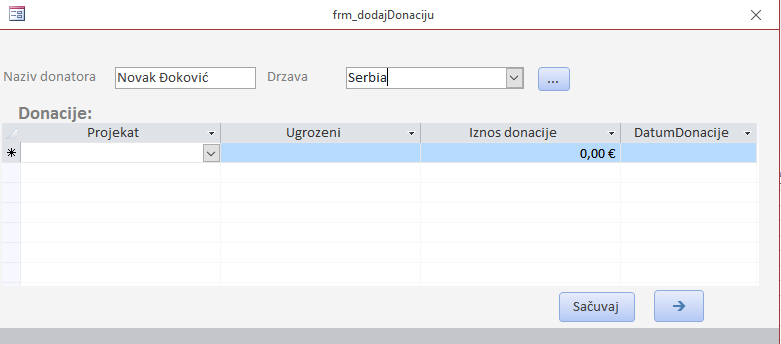 frm_dodajDonaciju
Naziv donatora Novak Đoković Drzava Serbia ...
Donacije:
Projekat Ugrozeni Iznos donacije DatumDonacije
0,00 €
Sačuvaj